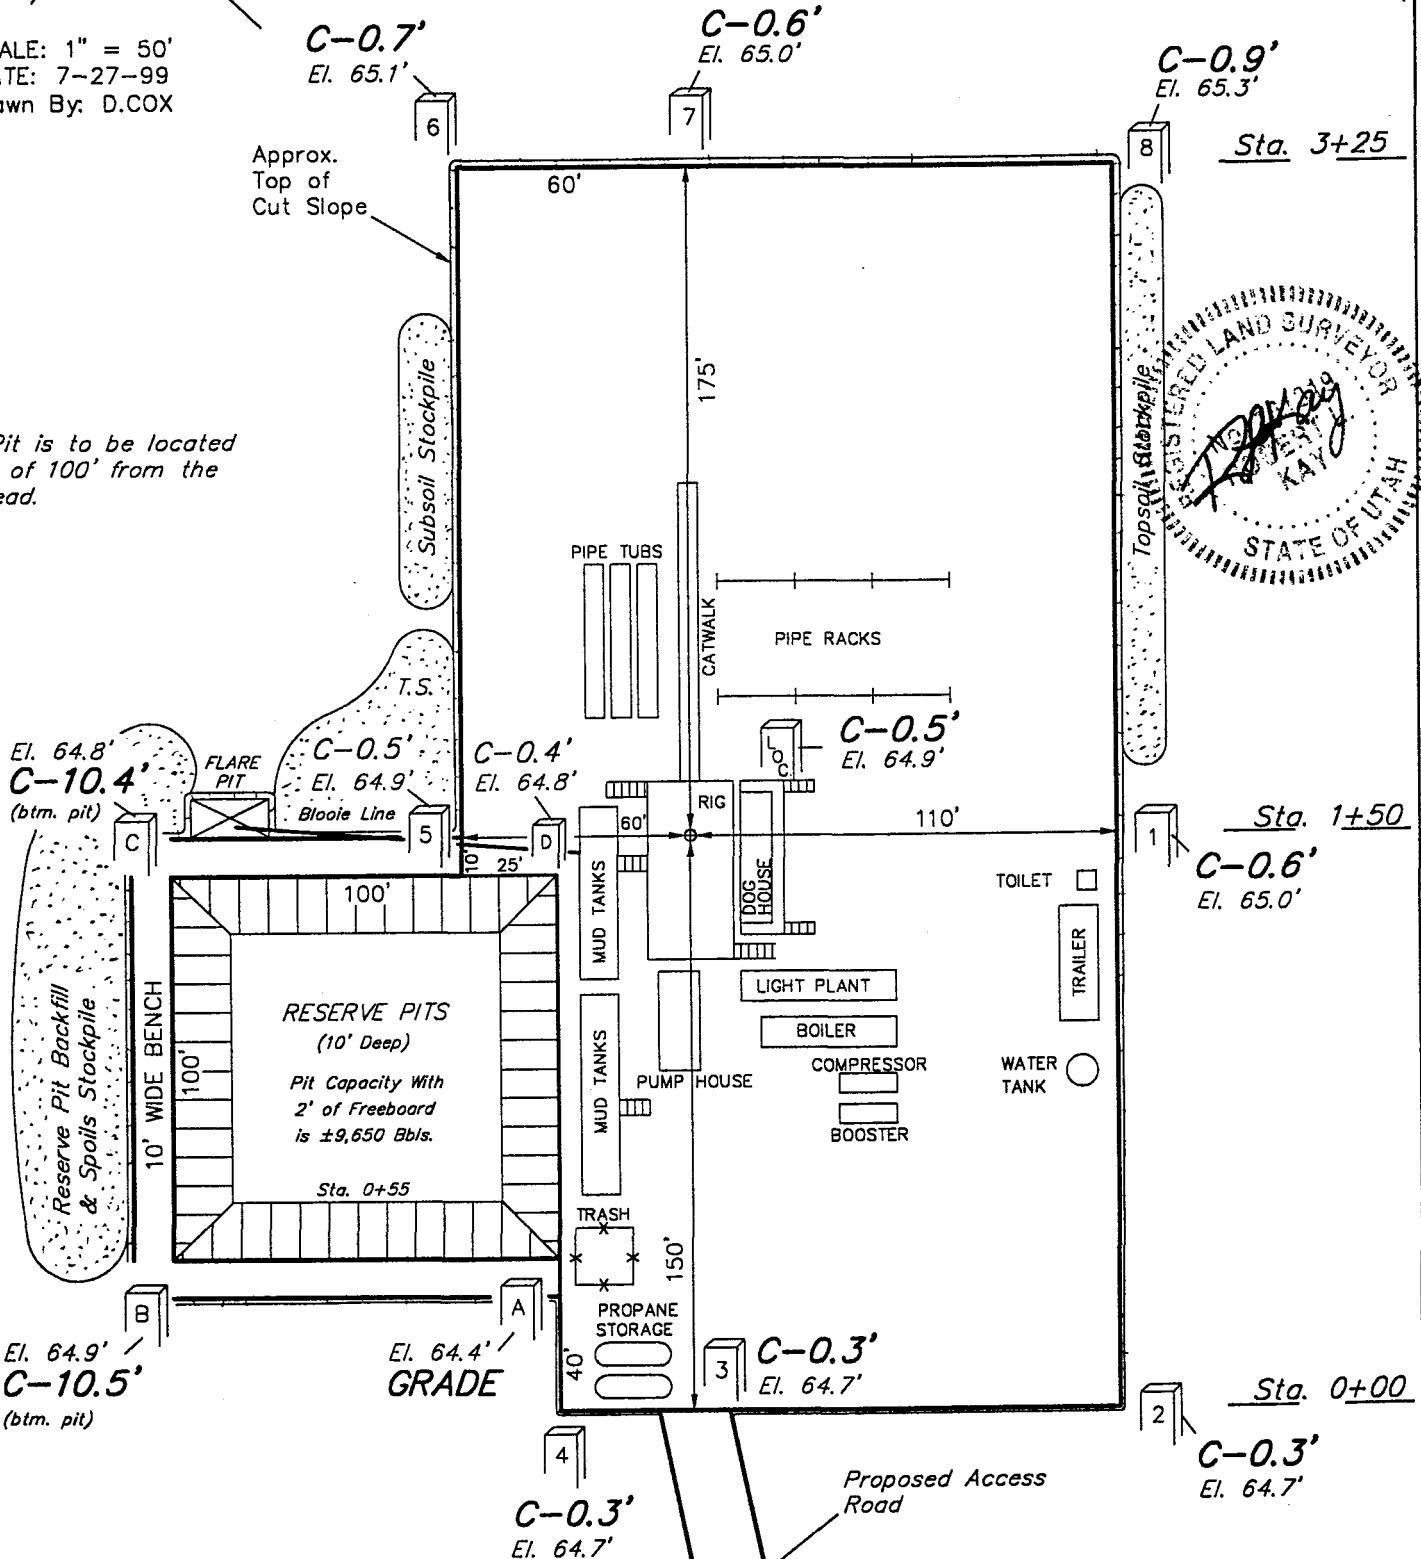 ALE: 1" = 50'
TE: 7-27-99
awn By: D.COX
C-0.7'
El. 65.1'
C-0.6'
El. 65.0'
C-0.9'
El. 65.3'
6
7
8
Sta. 3+25
Approx.
Top of
Cut Slope
60'
175'
Subsoil Stockpile
Topsoil Stockpile
REGISTERED LAND SURVEYOR
KAY
STATE OF UTAH
Pit is to be located
of 100' from the
ead.
PIPE TUBS
CATWALK
PIPE RACKS
T.S.
El. 64.8'
C-10.4'
(btm. pit)
FLARE
PIT
C-0.5'
El. 64.9'
Blooie Line
C-0.4'
El. 64.8'
LOC
C-0.5'
El. 64.9'
RIG
C
5
D
60'
110'
1
Sta. 1+50
C-0.6'
El. 65.0'
10'
25'
100'
MUD TANKS
DOG
HOUSE
TOILET
TRAILER
LIGHT PLANT
BOILER
COMPRESSOR
BOOSTER
WATER
TANK
PUMP HOUSE
MUD TANKS
Reserve Pit Backfill
& Spoils Stockpile
10' WIDE BENCH
100'
RESERVE PITS
(10' Deep)
Pit Capacity With
2' of Freeboard
is ±9,650 Bbls.
Sta. 0+55
TRASH
150'
PROPANE
STORAGE
40'
B
A
El. 64.9'
C-10.5'
(btm. pit)
El. 64.4'
GRADE
3
C-0.3'
El. 64.7'
2
Sta. 0+00
C-0.3'
El. 64.7'
4
C-0.3'
El. 64.7'
Proposed Access
Road